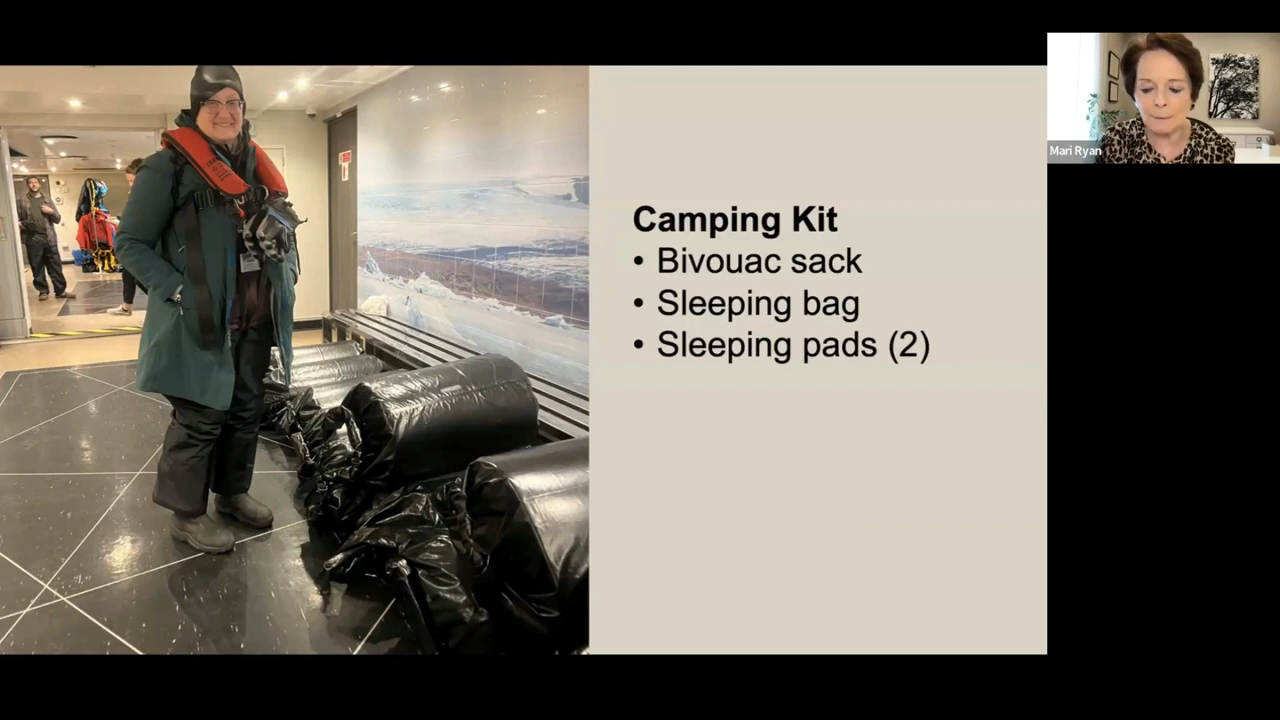 Camping Kit
• Bivouac sack
• Sleeping bag
• Sleeping pads (2)
Mari Ryan